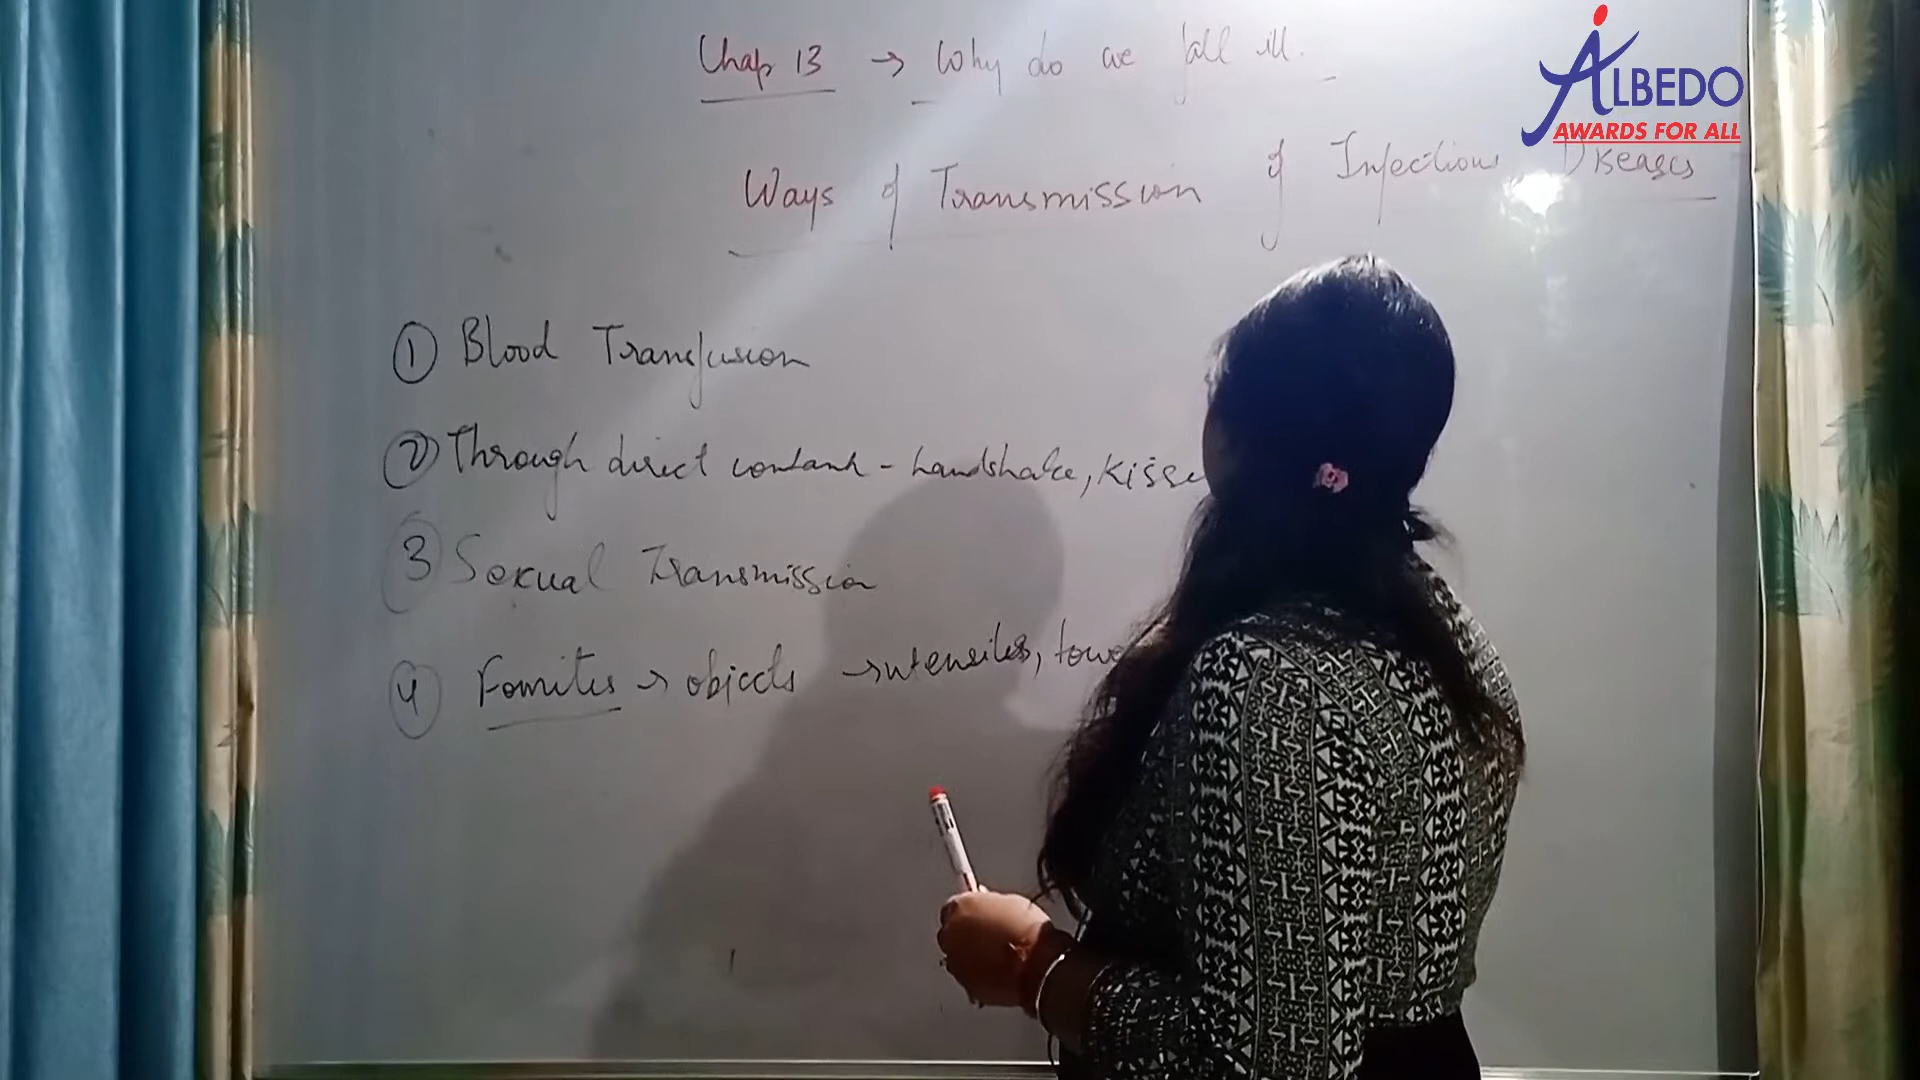 Chap 13 → Why do we fall ill.
ALBEDO
AWARDS FOR ALL
Ways of Transmission of Infectious Diseases
① Blood Transfusion
② Through direct contact - handshake, Kisse
③ Sexual Transmission
④ Fomites → objects → utensiles, towe